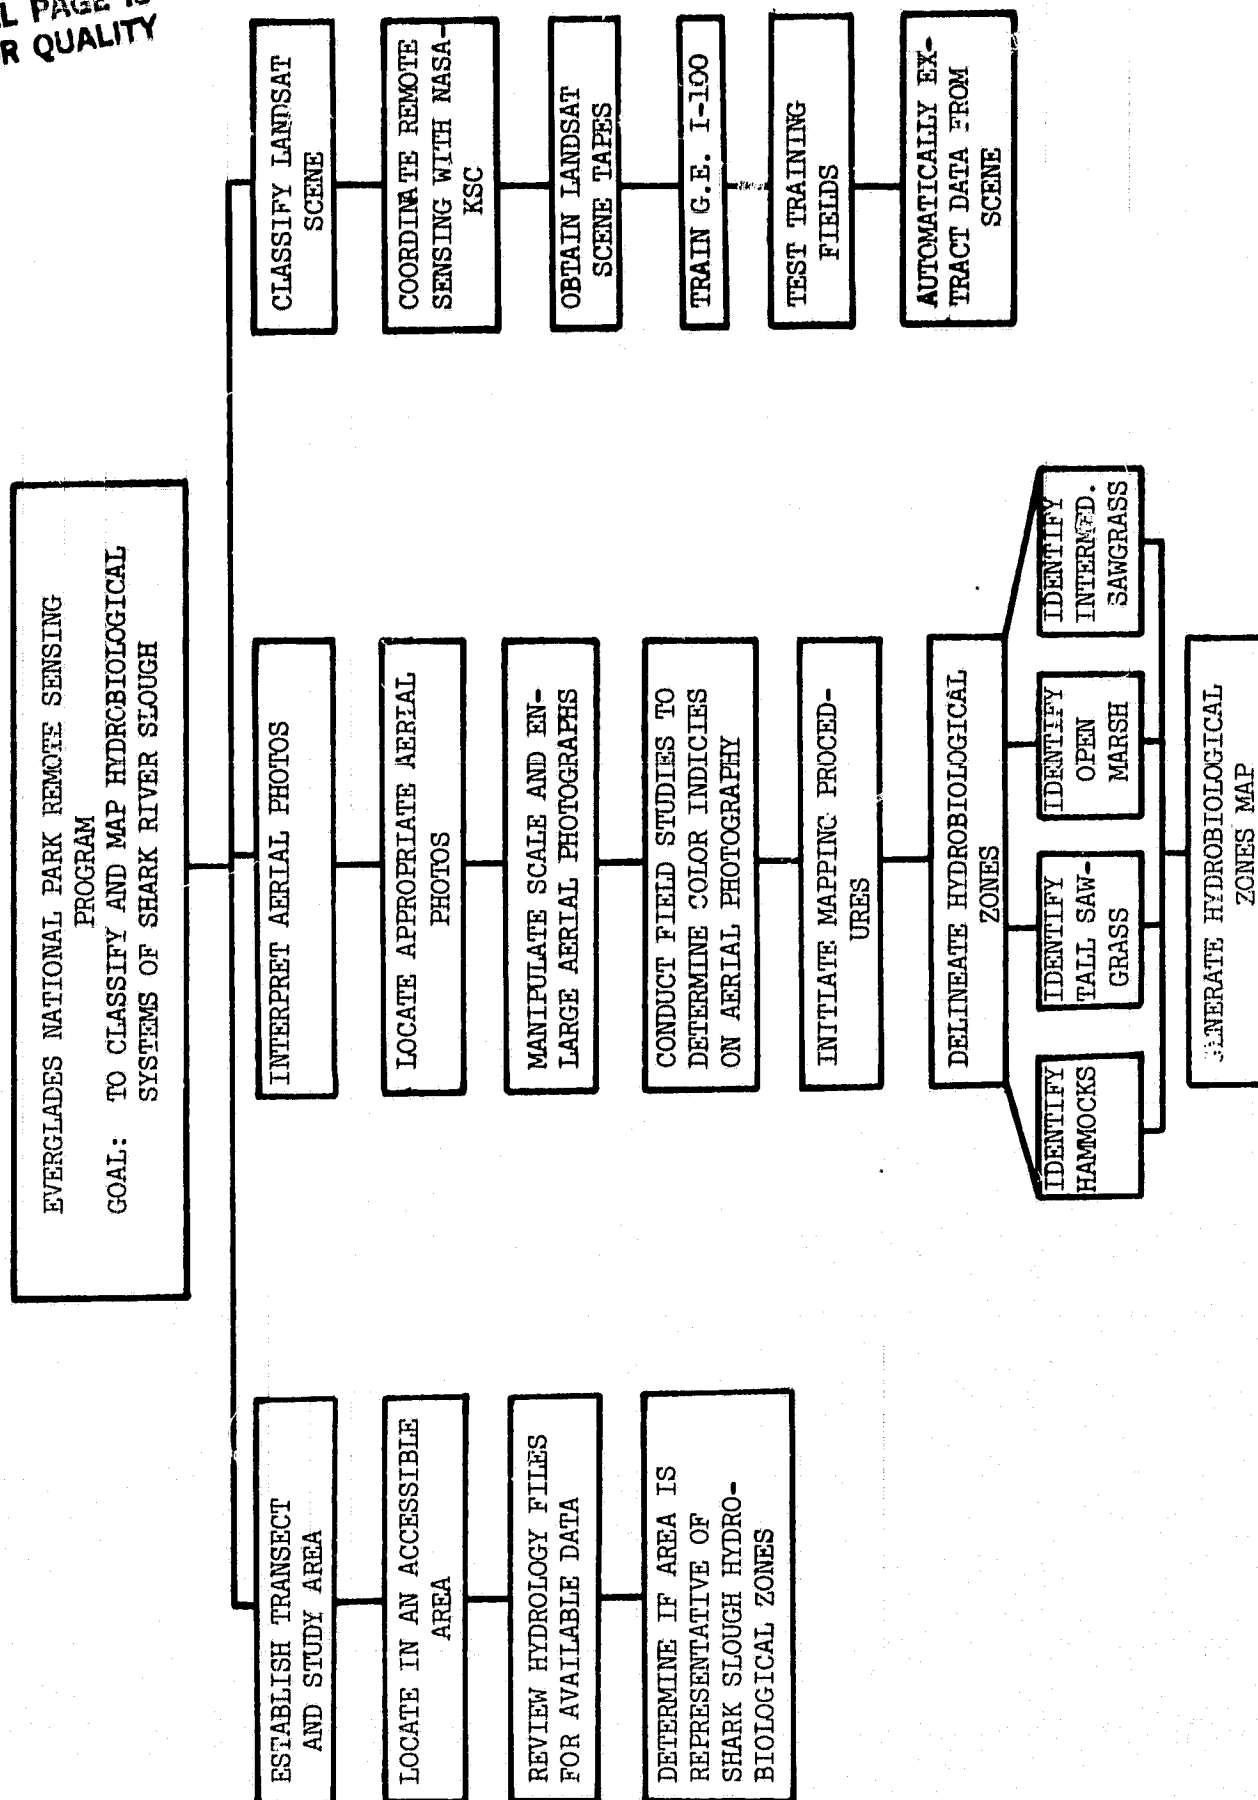 L PAGE IS
R QUALITY
EVERGLADES NATIONAL PARK REMOTE SENSING
PROGRAM
GOAL: TO CLASSIFY AND MAP HYDROBIOLOGICAL
SYSTEMS OF SHARK RIVER SLOUGH
ESTABLISH TRANSECT
AND STUDY AREA
LOCATE IN AN ACCESSIBLE
AREA
REVIEW HYDROLOGY FILES
FOR AVAILABLE DATA
DETERMINE IF AREA IS
REPRESENTATIVE OF
SHARK SLOUGH HYDRO-
BIOLOGICAL ZONES
INTERPRET AERIAL PHOTOS
LOCATE APPROPRIATE AERIAL
PHOTOS
MANIPULATE SCALE AND EN-
LARGE AERIAL PHOTOGRAPHS
CONDUCT FIELD STUDIES TO
DETERMINE COLOR INDICIES
ON AERIAL PHOTOGRAPHY
INITIATE MAPPING PROCED-
URES
DELINEATE HYDROBIOLOGICAL
ZONES
IDENTIFY
HAMMOCKS
IDENTIFY
TALL SAW-
GRASS
IDENTIFY
OPEN
MARSH
IDENTIFY
INTERMED.
SAWGRASS
GENERATE HYDROBIOLOGICAL
ZONES MAP
CLASSIFY LANDSAT
SCENE
COORDINATE REMOTE
SENSING WITH NASA-
KSC
OBTAIN LANDSAT
SCENE TAPES
TRAIN G.E. I-100
TEST TRAINING
FIELDS
AUTOMATICALLY EX-
TRACT DATA FROM
SCENE